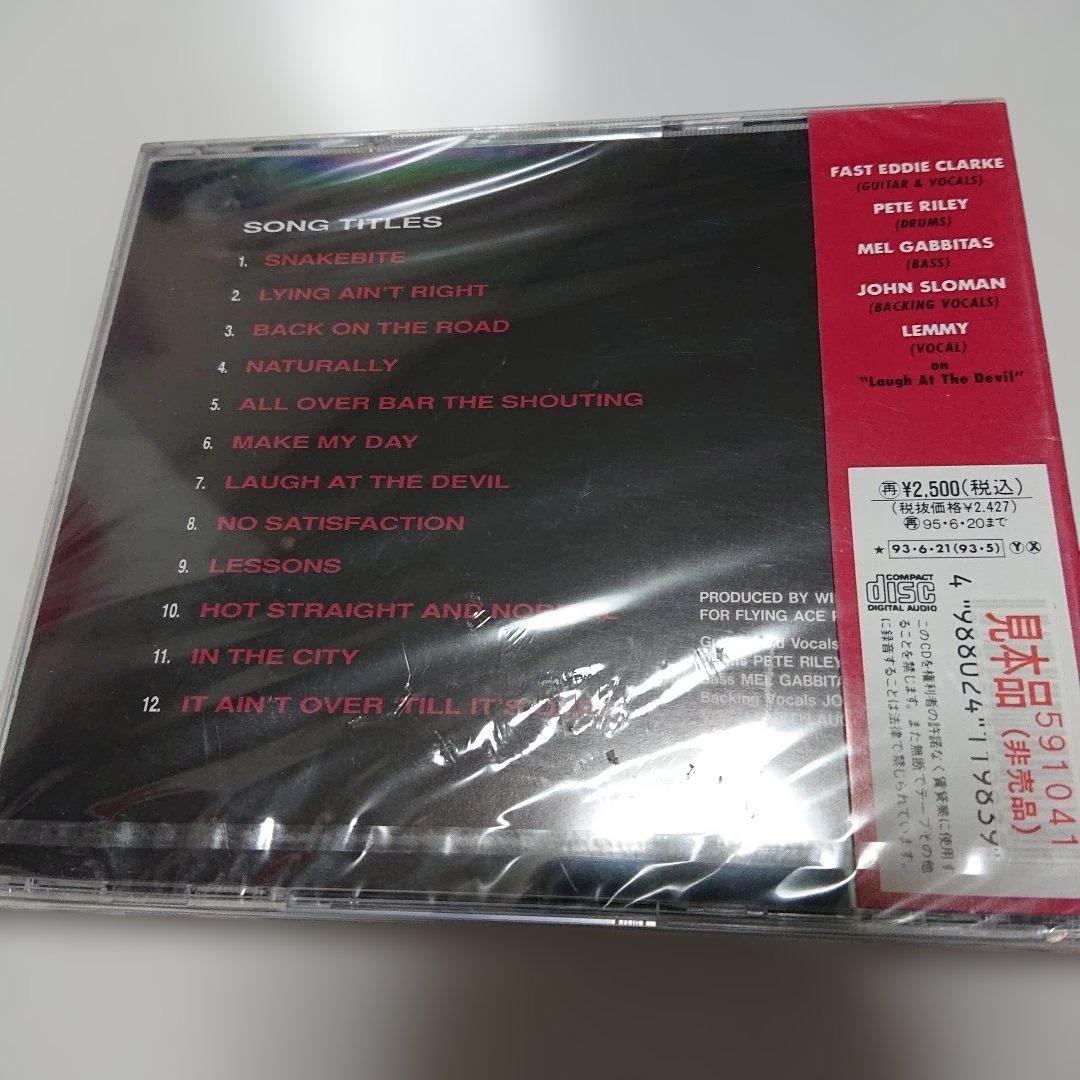 SONG TITLES
1. SNAKEBITE
2. LYING AIN'T RIGHT
3. BACK ON THE ROAD
4. NATURALLY
5. ALL OVER BAR THE SHOUTING
6. MAKE MY DAY
7. LAUGH AT THE DEVIL
8. NO SATISFACTION
9. LESSONS
10. HOT STRAIGHT AND
11. IN THE CITY
12. IT AIN'T OVER 'TILL IT'S
PRODUCED BY WI
FOR FLYING ACE
Vocals
PETE RILEY
Bass MEL GABBITA
Backing Vocals JO
FAST EDDIE CLARKE
(GUITAR & VOCALS)
PETE RILEY
(DRUMS)
MEL GABBITAS
(BASS)
JOHN SLOMAN
(BACKING VOCALS)
LEMMY
(VOCAL)
on
"Laugh At The Devil"
㊢¥2,500(税込)
(税抜価格¥2.427)
再95・6・20まで
★93・6・21(93・5)ⓎⓍ
COMPACT
disc
DIGITAL AUDIO
このCDを権利者の許諾なく賃貸業に使用す
ることを禁じます。また無断でテープその他
に録音することは法律で禁じられています。
4"988024"119839"
見本品(非売品)
591041